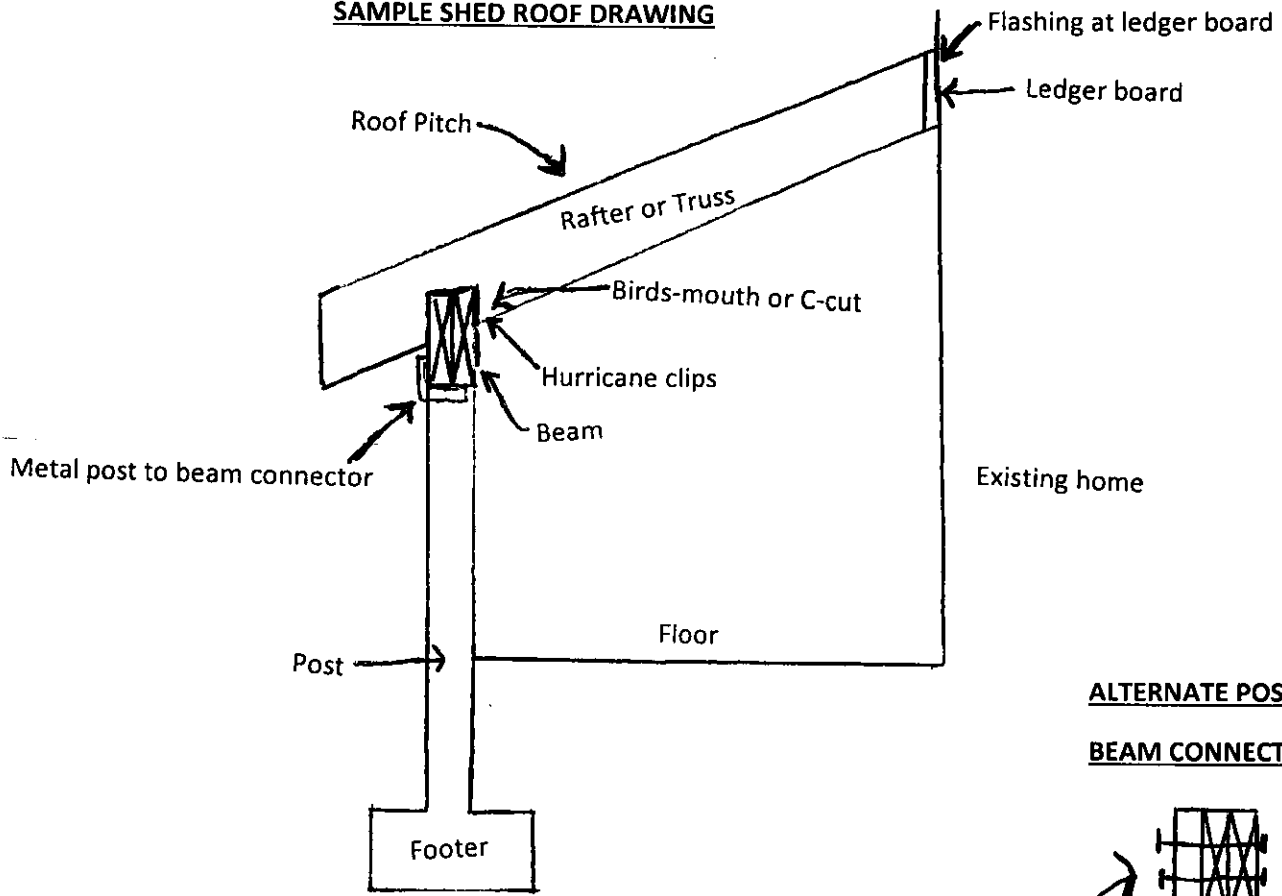 SAMPLE SHED ROOF DRAWING
Flashing at ledger board
Ledger board
Roof Pitch
Rafter or Truss
Birds-mouth or C-cut
Hurricane clips
Beam
Metal post to beam connector
Existing home
Floor
Post
ALTERNATE POS
BEAM CONNECT
Footer